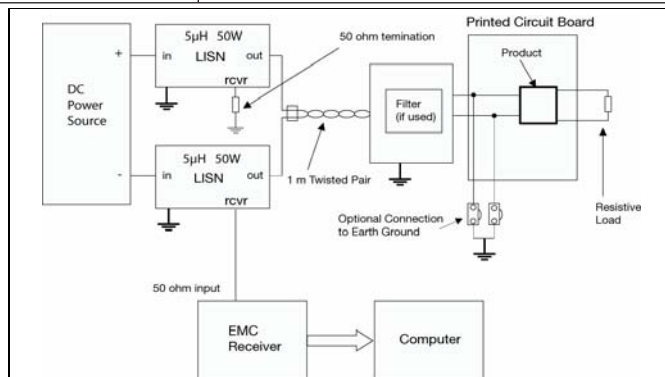 Printed Circuit Board
5µH 50W
LISN
in
out
rcvr
50 ohm temination
Product
+
DC
Power
Source
Filter
(if used)
5µH 50W
LISN
in
out
rcvr
-
1 m Twisted Pair
Optional Connection
to Earth Ground
Resistive
Load
50 ohm input
EMC
Receiver
Computer